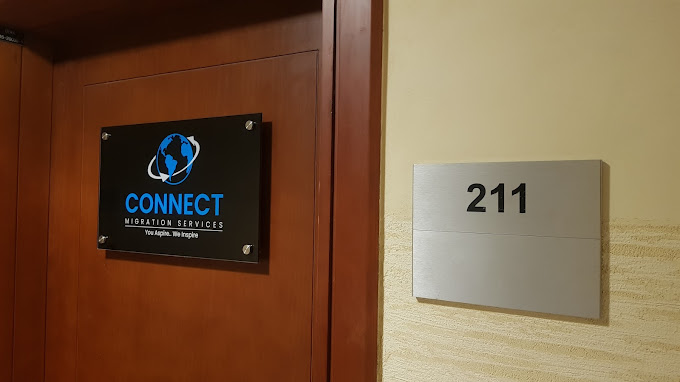 CONNECT
MIGRATION SERVICES
You Aspire.. We Inspire
211